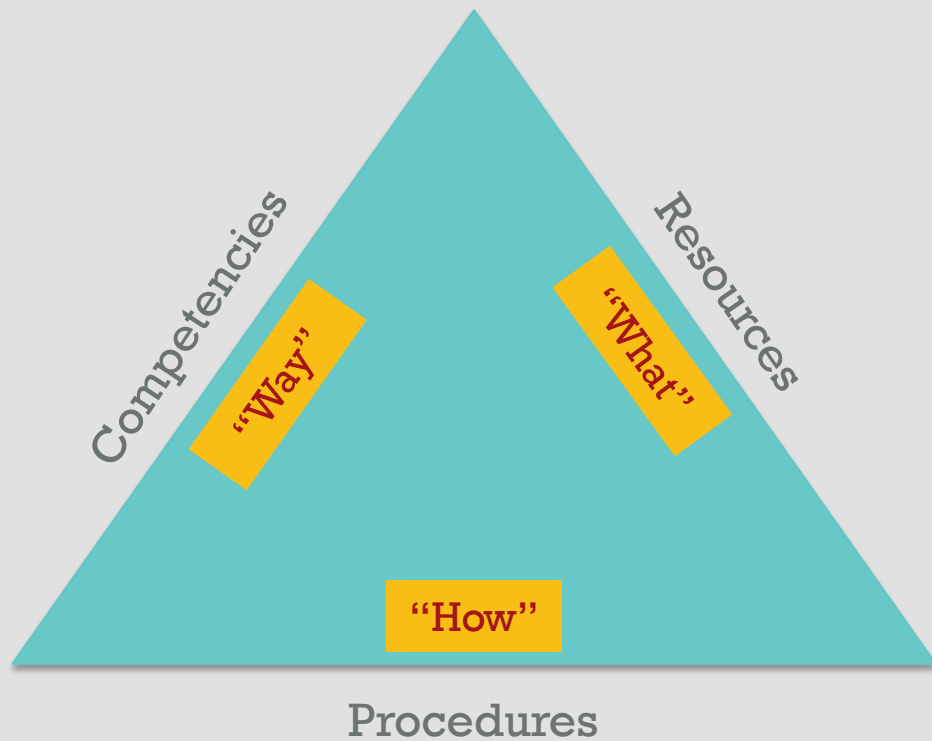 Competencies
Resources
“Way”
“What”
“How”
Procedures